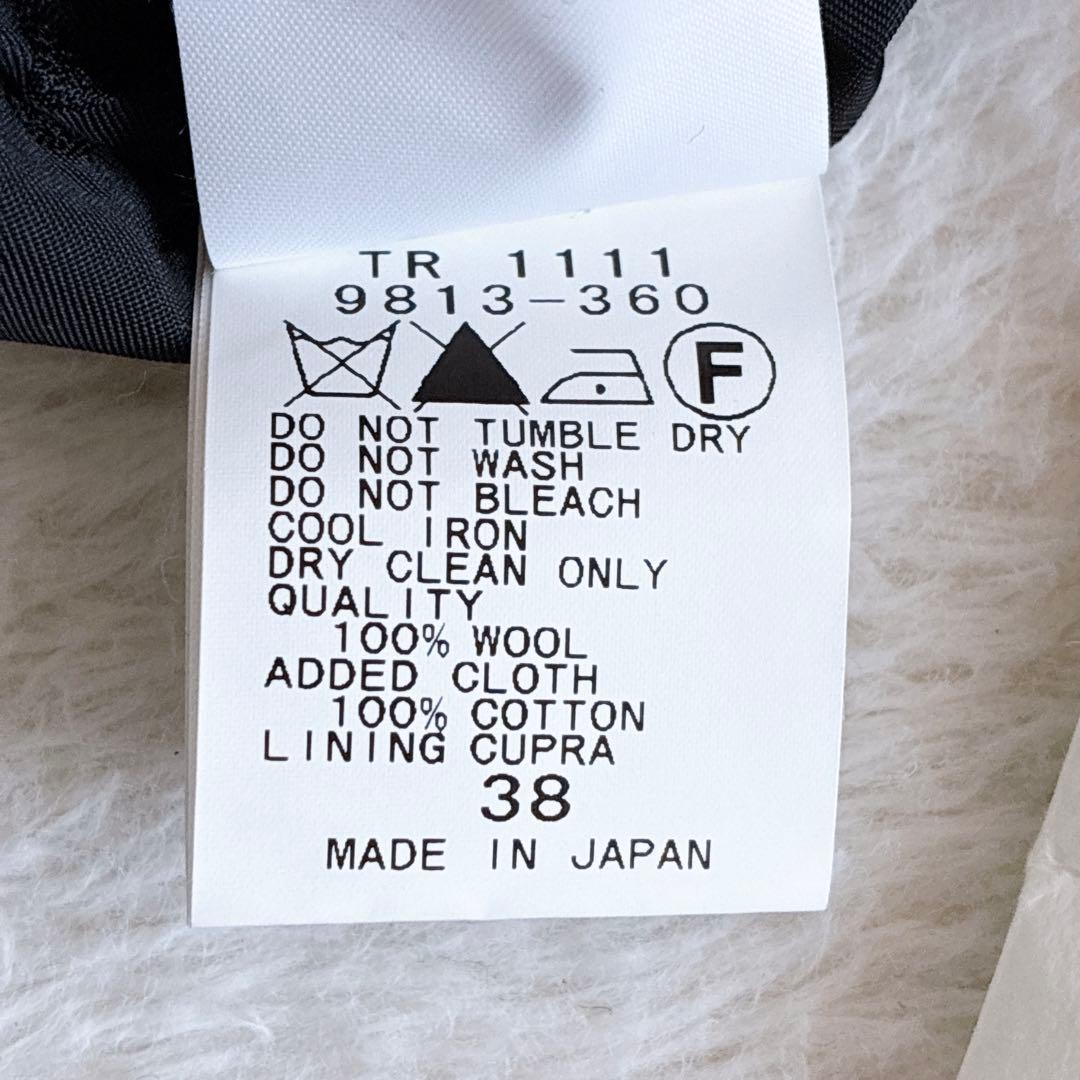 TR 1111
9813-360
F
DO NOT TUMBLE DRY
DO NOT WASH
DO NOT BLEACH
COOL IRON
DRY CLEAN ONLY
QUALITY
100% WOOL
ADDED CLOTH
100% COTTON
LINING CUPRA
38
MADE IN JAPAN